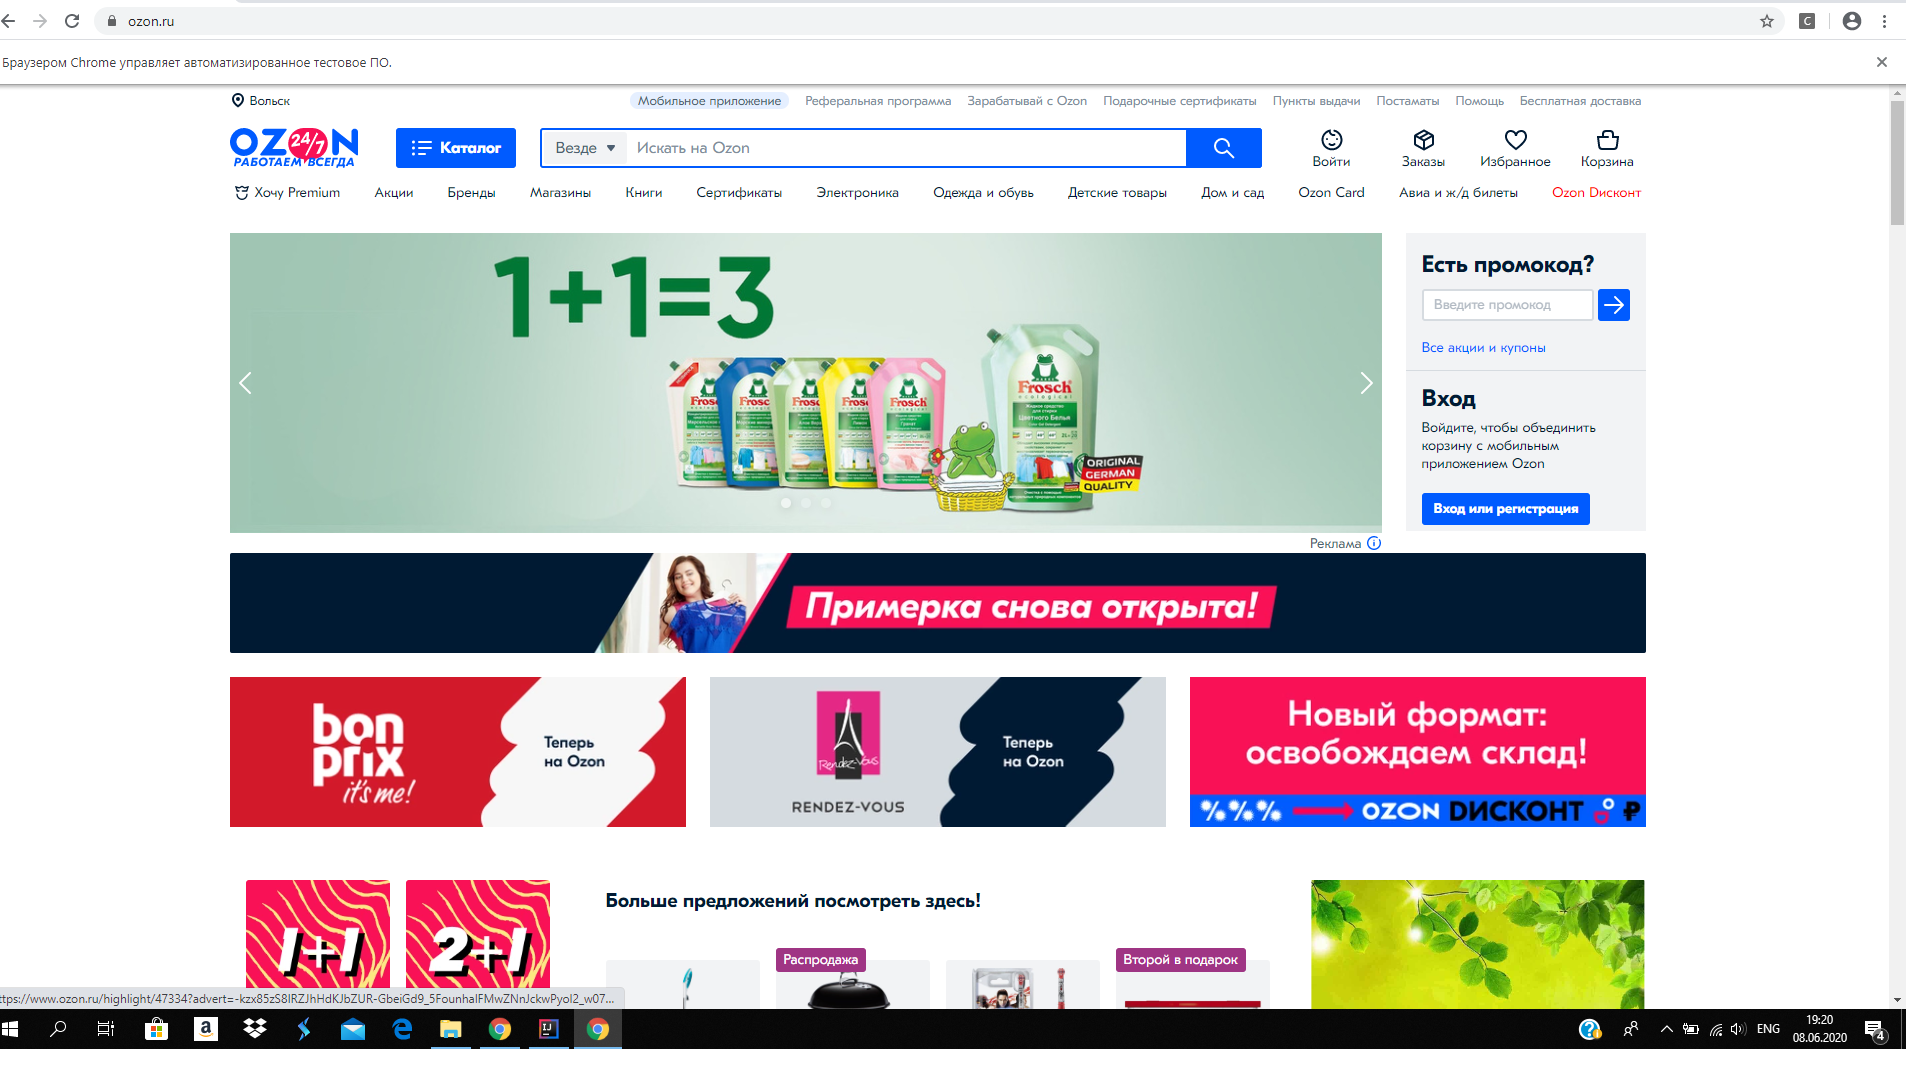 ozon.ru
Браузером Chrome управляет автоматизированное тестовое ПО.
Вольск
Мобильное приложение Реферальная программа Зарабатывай с Ozon Подарочные сертификаты Пункты выдачи Постаматы Помощь Бесплатная доставка
OZON 24/7
РАБОТАЕМ ВСЕГДА
Каталог
Везде Искать на Ozon
Войти Заказы Избранное Корзина
Хочу Premium Акции Бренды Магазины Книги Сертификаты Электроника Одежда и обувь Детские товары Дом и сад Ozon Card Авиа и ж/д билеты Ozon Dисконт
1+1=3
Frosch
ecological
Цветного Белья
ORIGINAL
GERMAN
QUALITY
Есть промокод?
Введите промокод
Все акции и купоны
Вход
Войдите, чтобы объединить
корзину с мобильным
приложением Ozon
Вход или регистрация
Реклама
Примерка снова открыта!
bon
prix
it's me!
Теперь
на Ozon
Rendez-Vous
RENDEZ-VOUS
Теперь
на Ozon
Новый формат:
освобождаем склад!
%%% OZON DИСКОНТ % ₽
1+1
2+1
Больше предложений посмотреть здесь!
Распродажа
Второй в подарок
ttps://www.ozon.ru/highlight/47334?advert=-kzx85zS8lRZJhHdKJbZUR-GbeiGd9_5FounhalFMwZNnJckwPyol2_w07...
ENG
19:20
08.06.2020
4